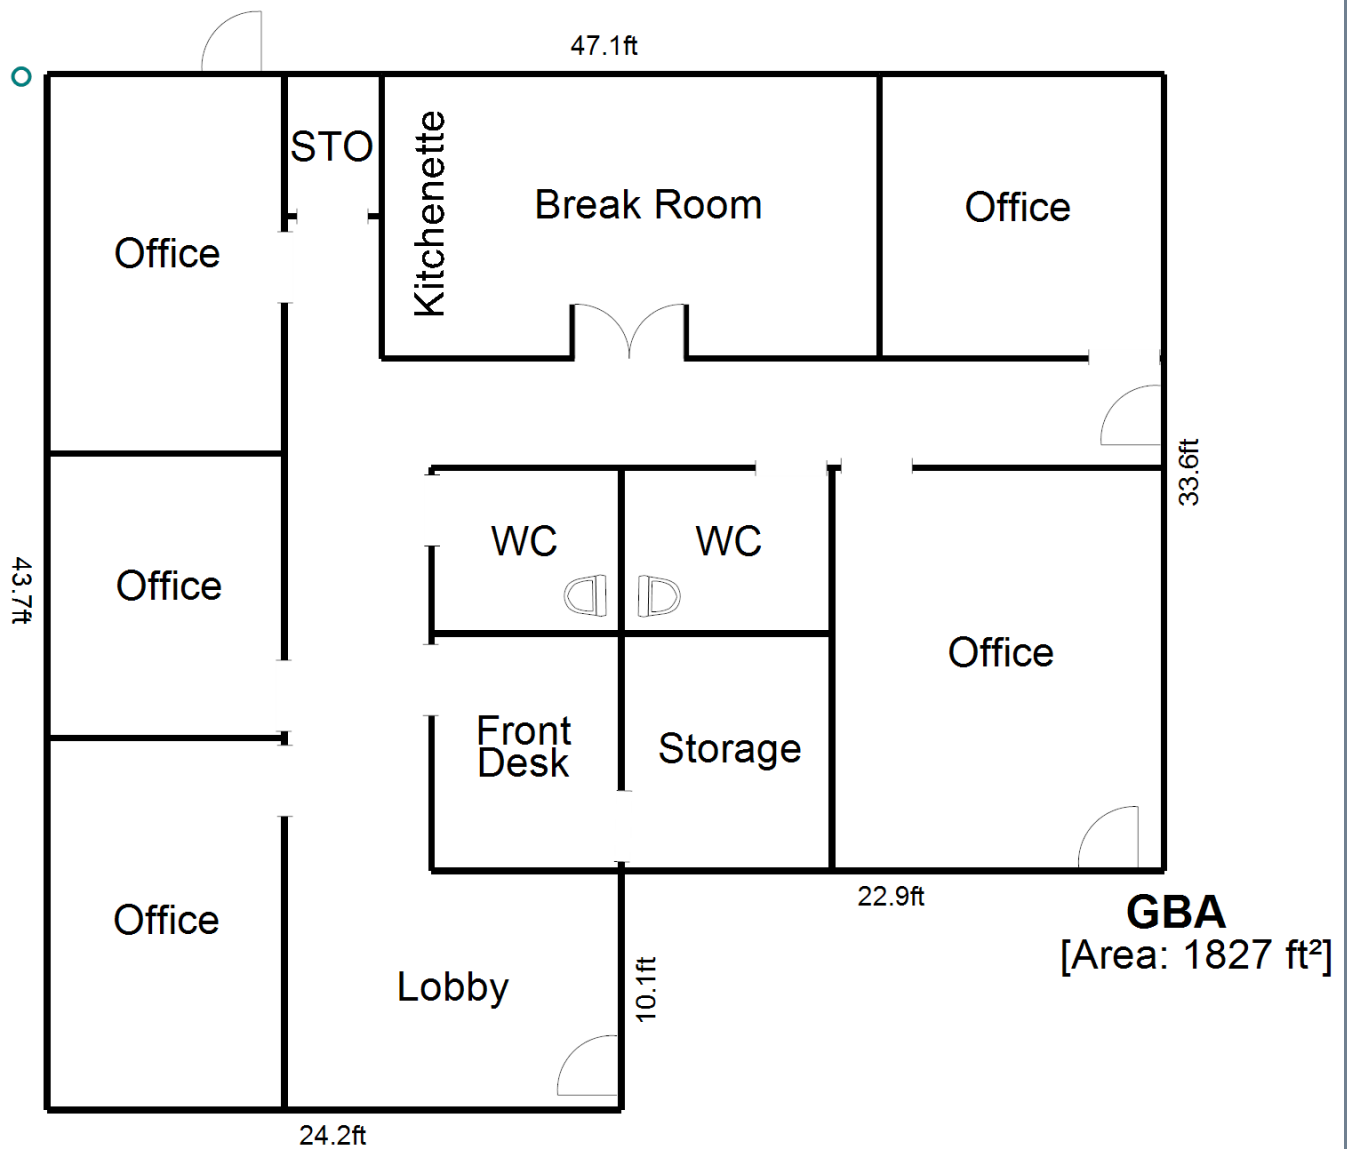 47.1ft
STO
Kitchenette
Break Room
Office
Office
33.6ft
WC
WC
43.7ft
Office
Office
Front
Desk
Storage
22.9ft
GBA
[Area: 1827 ft²]
Office
Lobby
10.1ft
24.2ft